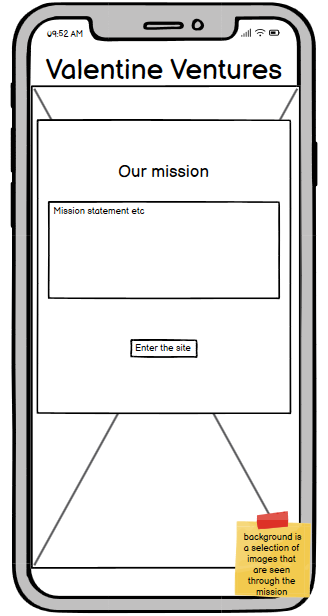 09:52 AM
Valentine Ventures
Our mission
Mission statement etc
Enter the site
background is
a selection of
images that
are seen
through the
mission